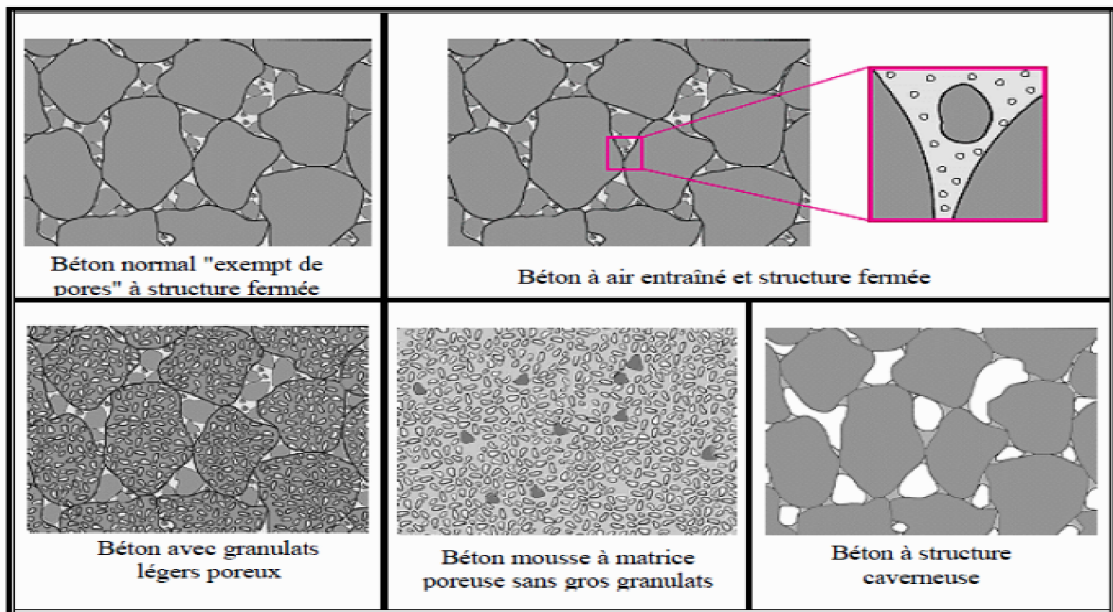 Béton normal "exempt de
pores" à structure fermée
Béton à air entraîné et structure fermée
Béton avec granulats
légers poreux
Béton mousse à matrice
poreuse sans gros granulats
Béton à structure
caverneuse